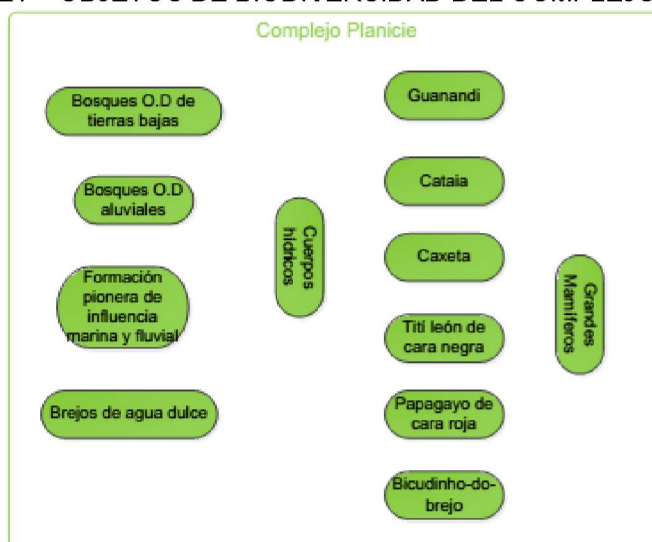 Complejo Planicie
Bosques O.D de
tierras bajas
Bosques O.D
aluviales
Formación
pionera de
influencia
marina y fluvial
Brejos de agua dulce
Cuerpos
hídricos
Guanandi
Cataia
Caxeta
Titi león de
cara negra
Papagayo de
cara roja
Bicudinho-do-
brejo
Grandes
Mamíferos